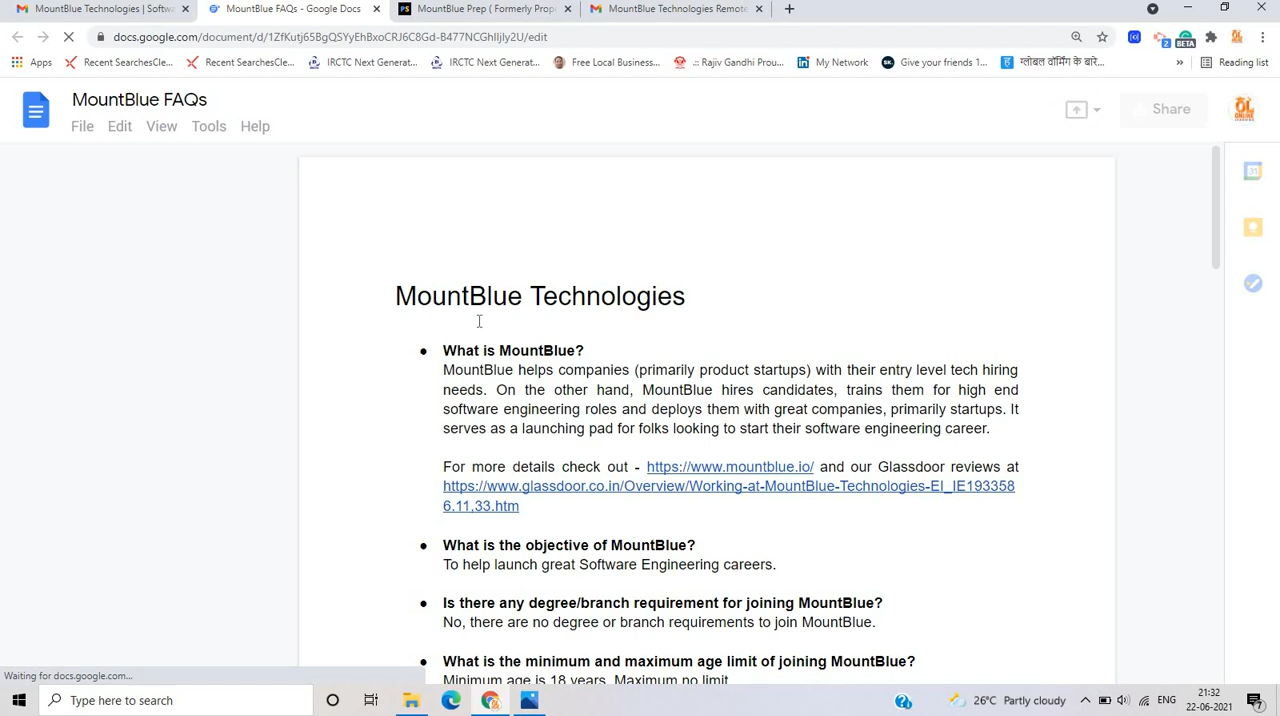 MountBlue Technologies | Softw
MountBlue FAQs - Google Docs
MountBlue Prep ( Formerly Prop
MountBlue Technologies Remote
docs.google.com/document/d/1ZfKutj65BgQSYyEhBxoCRJ6C8Gd-B477NCGhlljIy2U/edit
2
BETA
Apps
Recent SearchesCle...
Recent SearchesCle...
IRCTC Next Generat...
IRCTC Next Generat...
Free Local Business...
.:: Rajiv Gandhi Prou...
My Network
SK
Give your friends 1...
ग्लोबल वॉर्मिंग के बारे...
»
Reading list
MountBlue FAQs
Share
File Edit View Tools Help
31
MountBlue Technologies
● What is MountBlue?
MountBlue helps companies (primarily product startups) with their entry level tech hiring
needs. On the other hand, MountBlue hires candidates, trains them for high end
software engineering roles and deploys them with great companies, primarily startups. It
serves as a launching pad for folks looking to start their software engineering career.
For more details check out - https://www.mountblue.io/ and our Glassdoor reviews at
https://www.glassdoor.co.in/Overview/Working-at-MountBlue-Technologies-EI_IE193358
6.11,33.htm
● What is the objective of MountBlue?
To help launch great Software Engineering careers.
● Is there any degree/branch requirement for joining MountBlue?
No, there are no degree or branch requirements to join MountBlue.
● What is the minimum and maximum age limit of joining MountBlue?
Minimum age is 18 years. Maximum no limit
Waiting for docs.google.com...
Type here to search
26°C Partly cloudy
ENG
21:32
22-06-2021
7